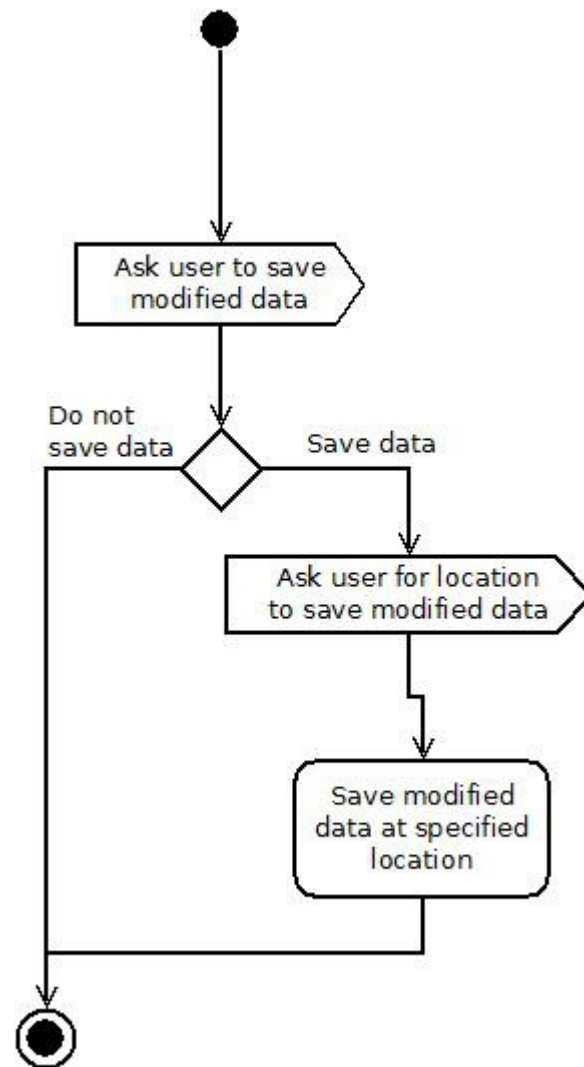 Ask user to save
modified data
Do not
save data
Save data
Ask user for location
to save modified data
Save modified
data at specified
location